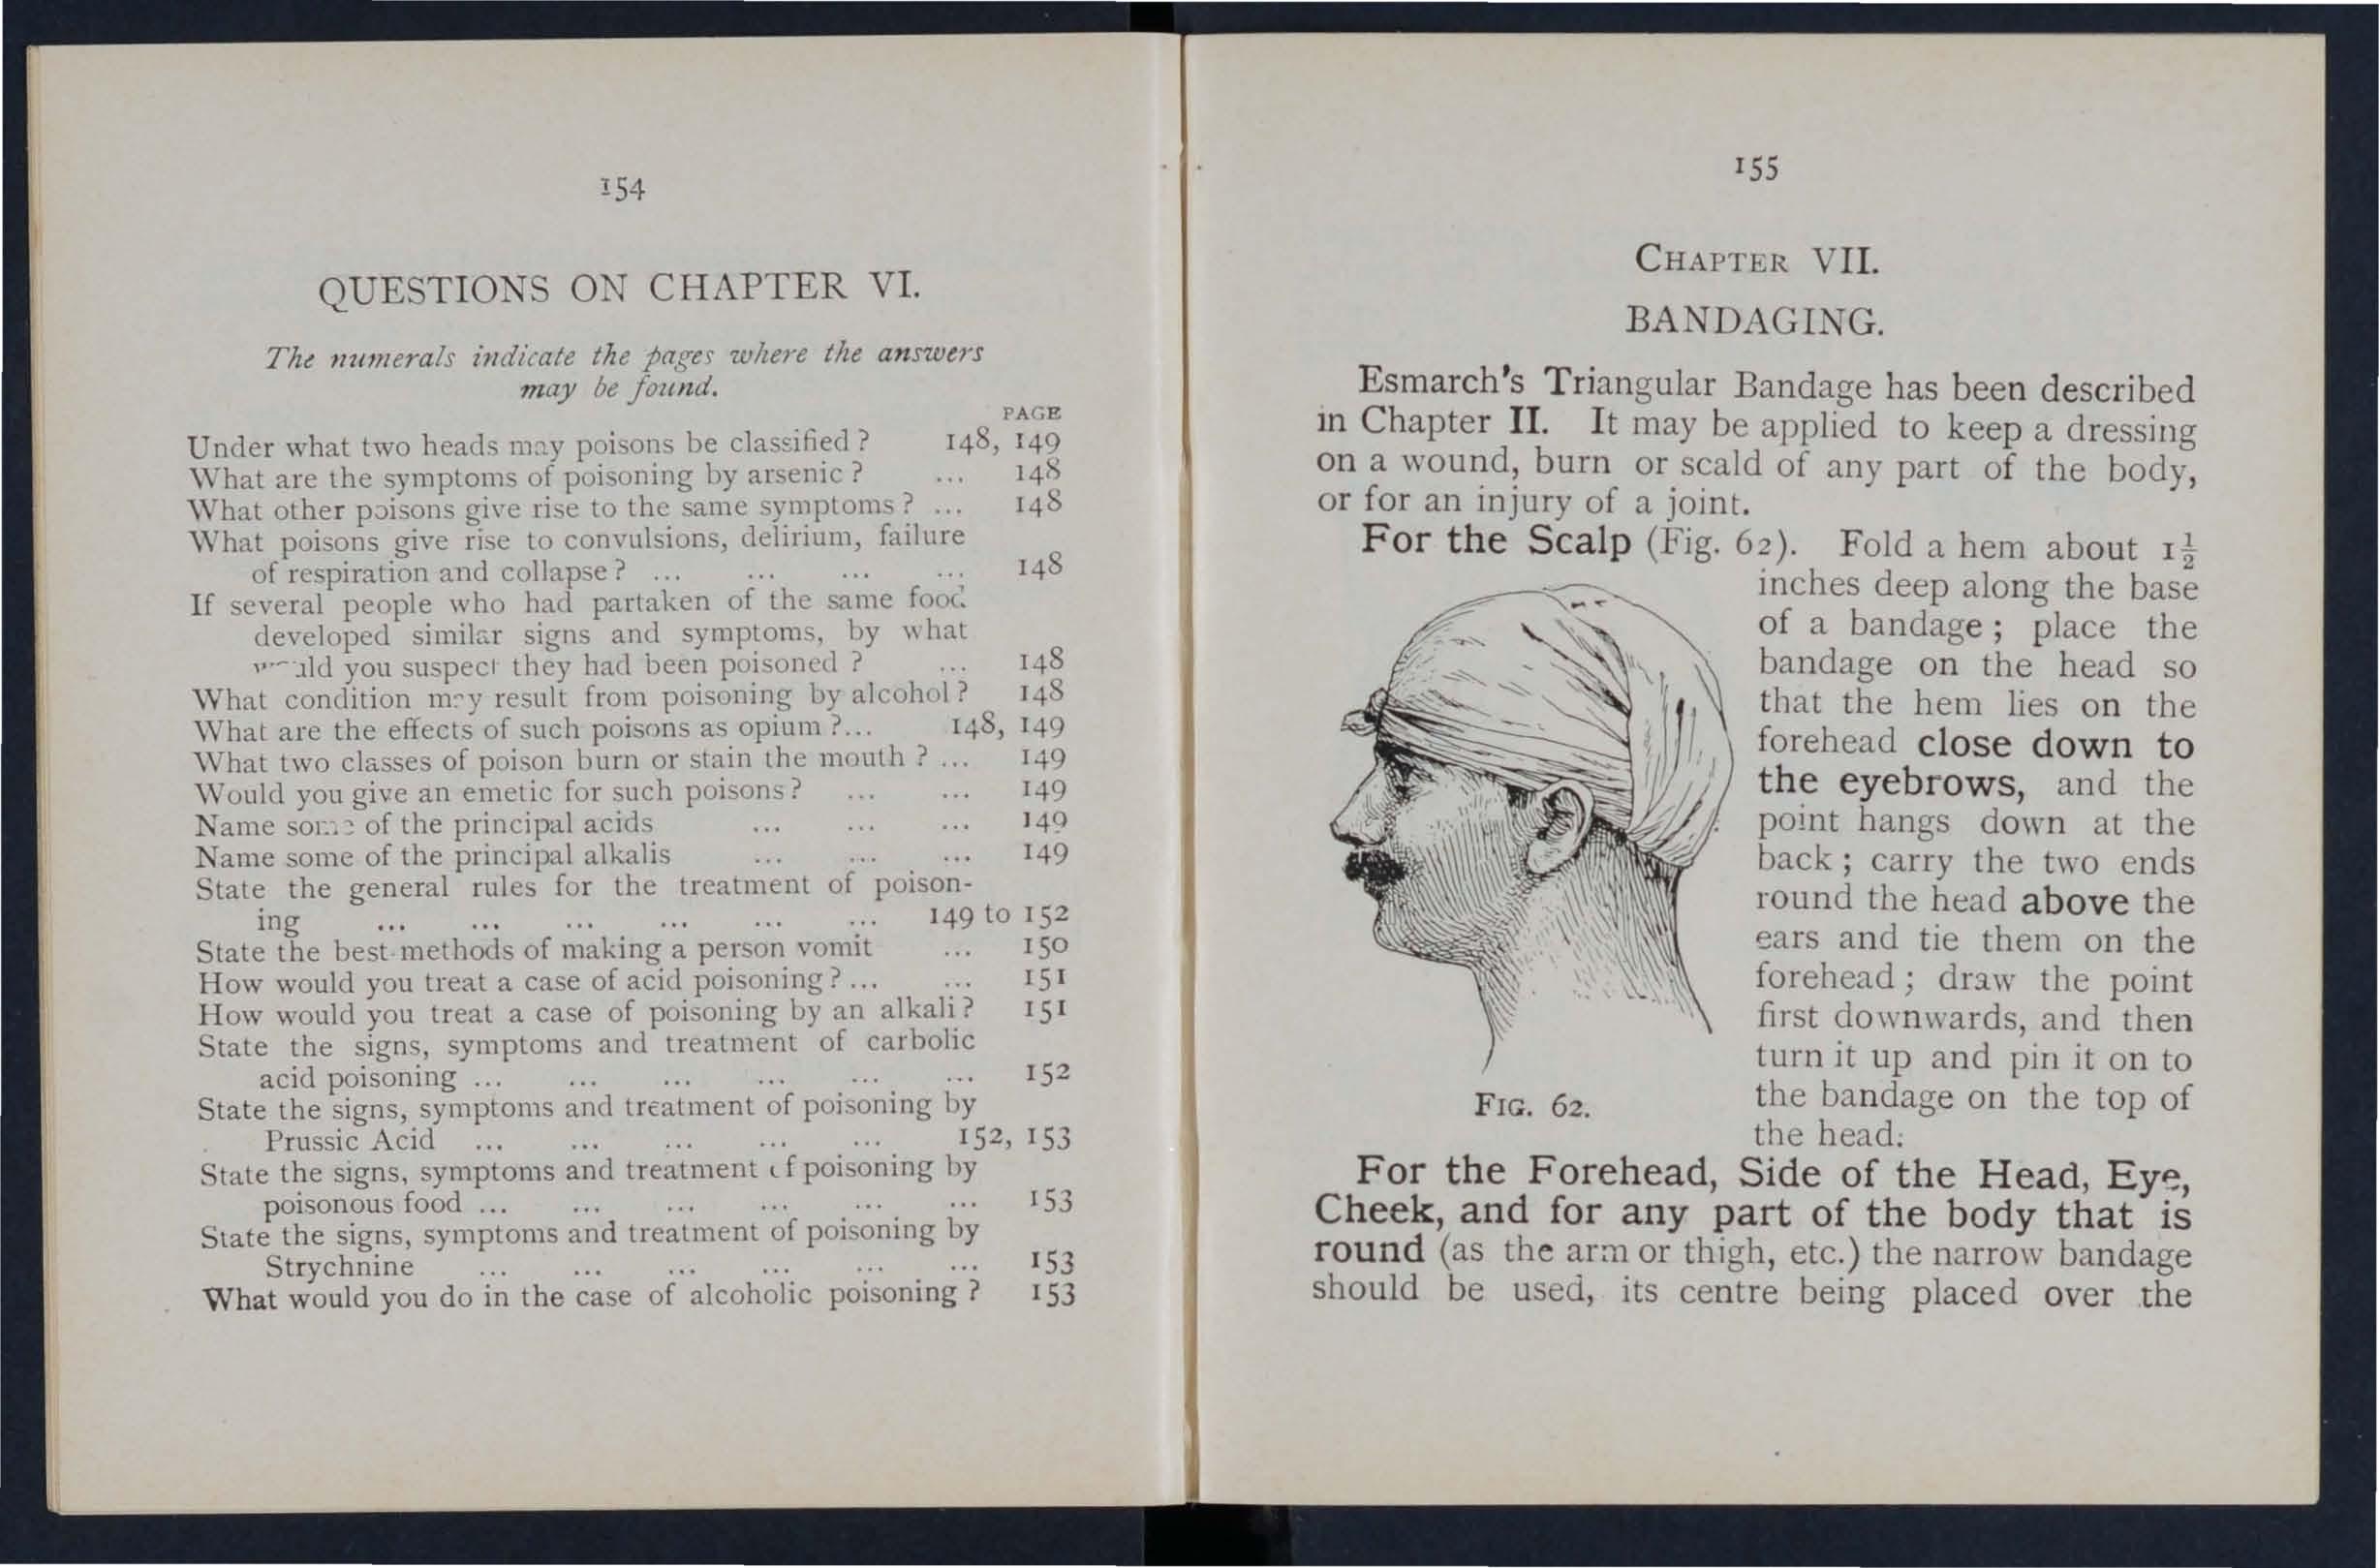 154
QUESTIONS ON CHAPTER VI.
The numerals indicate the pages where the answers
may be found.
PAGE
Under what two heads may poisons be classified ? 148, 149
What are the symptoms of poisoning by arsenic ? ... 148
What other poisons give rise to the same symptoms ? ... 148
What poisons give rise to convulsions, delirium, failure
of respiration and collapse ? ... ... ... ... 148
If several people who had partaken of the same food
developed similar signs and symptoms, by what
you suspect they had been poisoned ? ... 148
What condition may result from poisoning by alcohol ? 148
What are the effects of such poisons as opium ?... 148, 149
What two classes of poison burn or stain the mouth ? ... 149
Would you give an emetic for such poisons ? ... ... 149
Name some of the principal acids ... ... ... 149
Name some of the principal alkalis ... ... ... 149
State the general rules for the treatment of poison-
ing ... ... ... ... ... ... 149 to 152
State the best methods of making a person vomit ... 150
How would you treat a case of acid poisoning ? ... ... 151
How would you treat a case of poisoning by an alkali ? 151
State the signs, symptoms and treatment of carbolic
acid poisoning ... ... ... ... ... ... 152
State the signs, symptoms and treatment of poisoning by
Prussic Acid ... ... ... ... ... 152, 153
State the signs, symptoms and treatment of poisoning by
poisonous food ... ... ... ... ... ... 153
State the signs, symptoms and treatment of poisoning by
Strychnine ... ... ... ... ... ... 153
What would you do in the case of alcoholic poisoning ? 153
155
CHAPTER VII.
BANDAGING.
Esmarch's Triangular Bandage has been described
in Chapter II. It may be applied to keep a dressing
on a wound, burn or scald of any part of the body,
or for an injury of a joint.
For the Scalp (Fig. 62). Fold a hem about 1½
inches deep along the base
of a bandage ; place the
bandage on the head so
that the hem lies on the
forehead close down to
the eyebrows, and the
point hangs down at the
back ; carry the two ends
round the head above the
ears and tie them on the
forehead ; draw the point
first downwards, and then
turn it up and pin it on to
the bandage on the top of
the head.
FIG. 62.
For the Forehead, Side of the Head, Eye,
Cheek, and for any part of the body that is
round (as the arm or thigh, etc.) the narrow bandage
should be used, its centre being placed over the